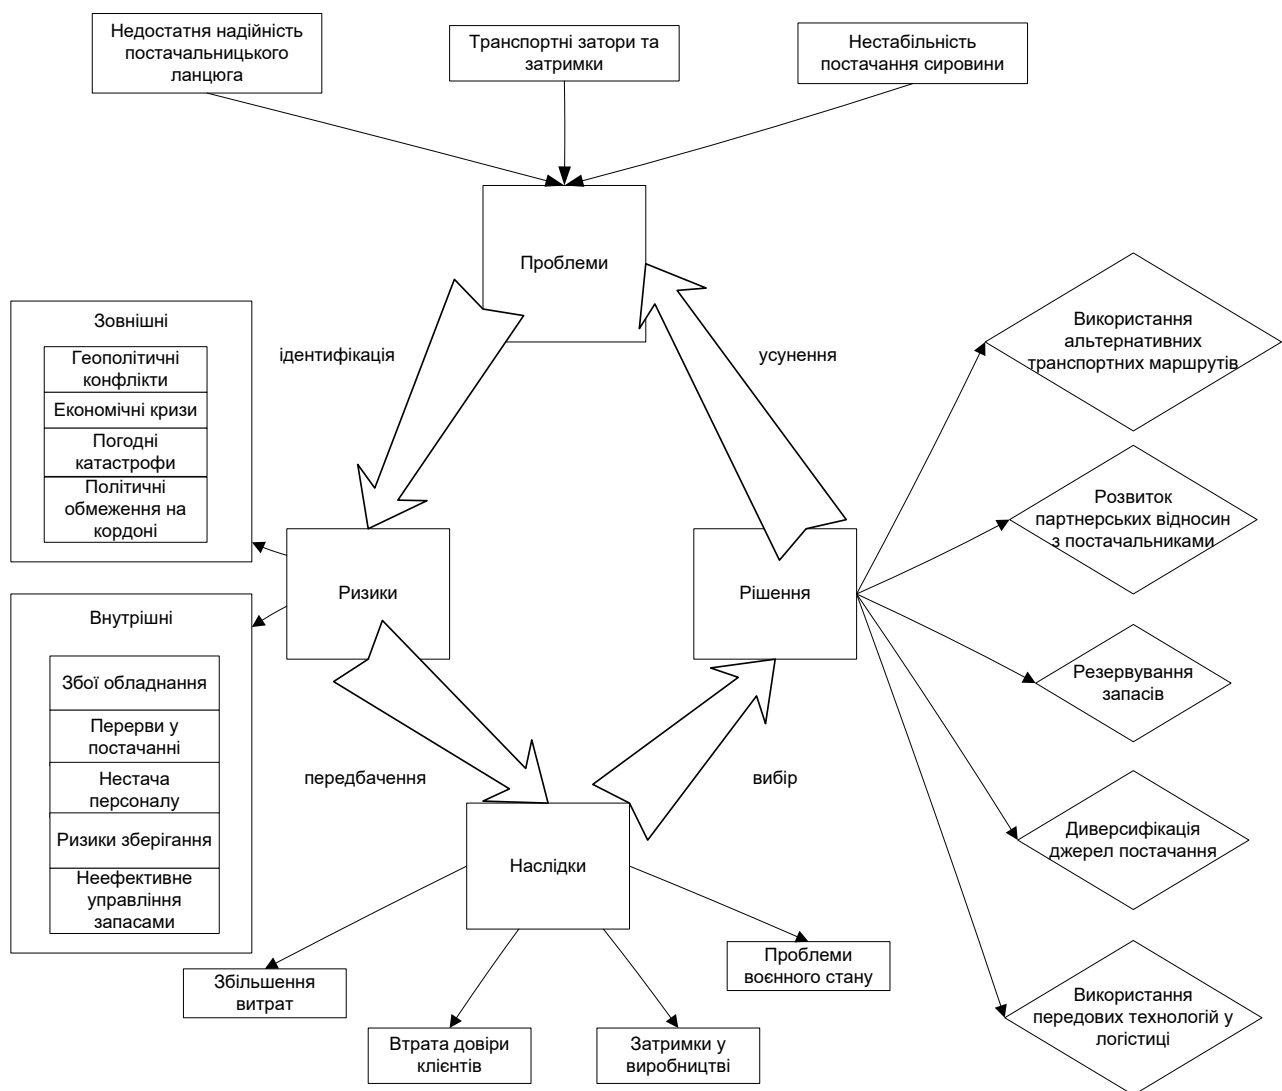 Недостатня надійність
постачальницького
ланцюга
Транспортні затори та
затримки
Нестабільність
постачання сировини
Проблеми
Зовнішні
Геополітичні
конфлікти
Економічні кризи
Погодні
катастрофи
Політичні
обмеження на
кордоні
ідентифікація
усунення
Використання
альтернативних
транспортних маршрутів
Розвиток
партнерських відносин
з постачальниками
Ризики
Рішення
Внутрішні
Збої обладнання
Перерви у
постачанні
Нестача
персоналу
Ризики зберігання
Неефективне
управління
запасами
Резервування
запасів
передбачення
вибір
Диверсифікація
джерел постачання
Наслідки
Збільшення
витрат
Втрата довіри
клієнтів
Затримки у
виробництві
Проблеми
воєнного стану
Використання
передових технологій у
логістиці